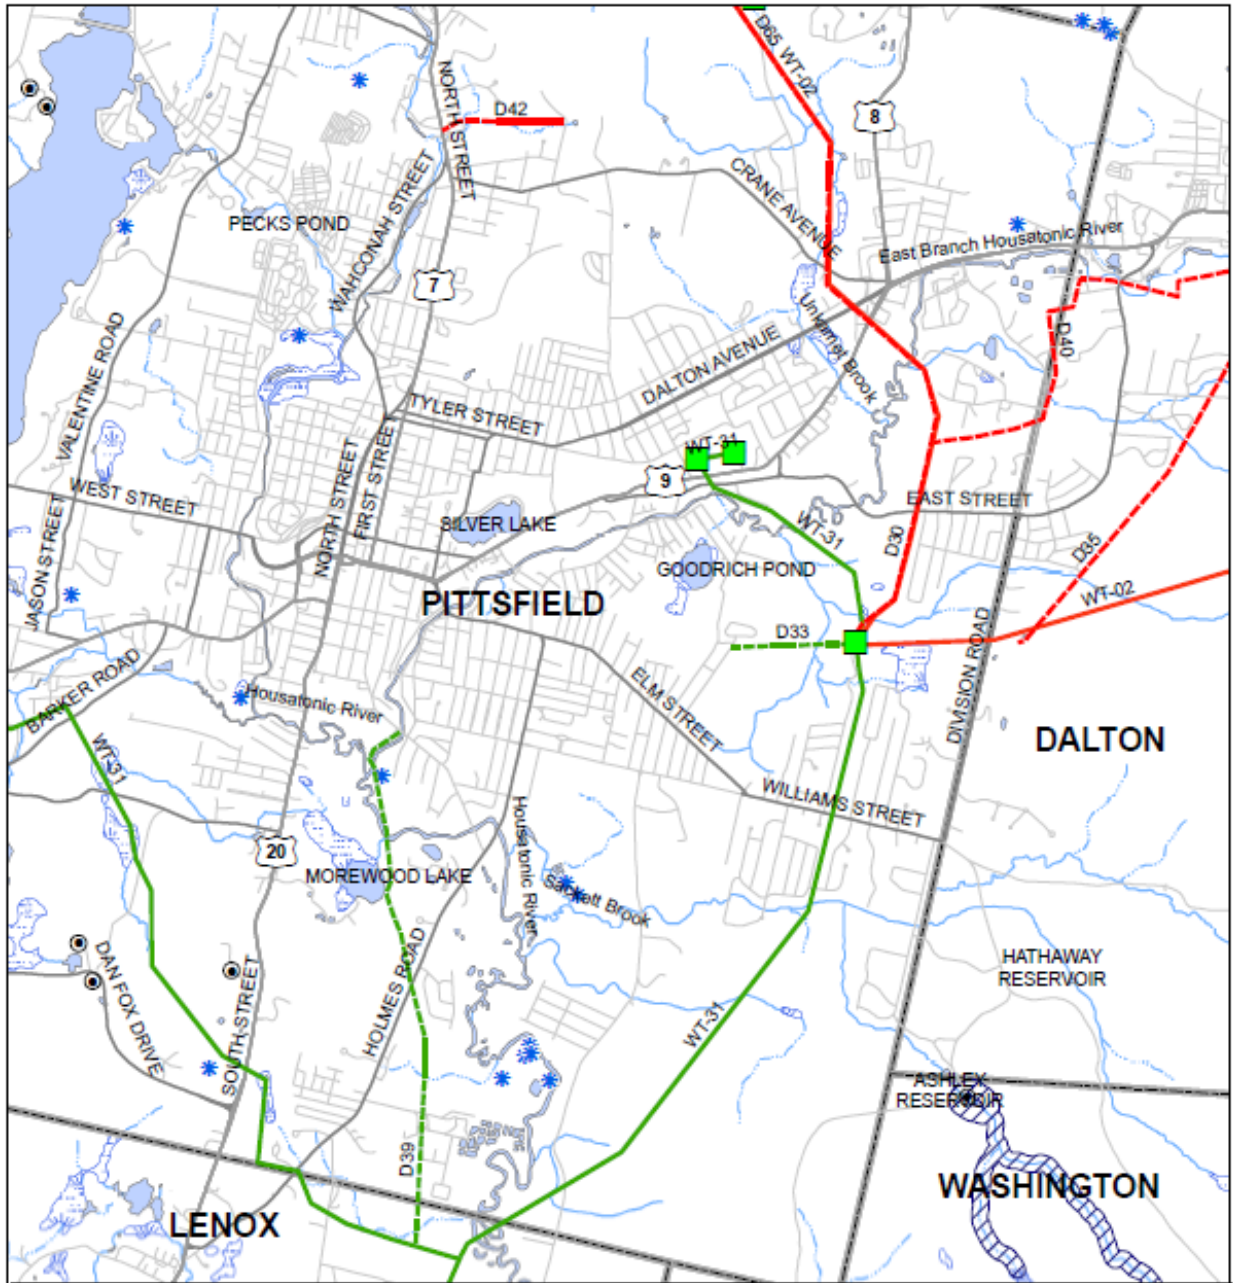 D65 WT-02
NORTH STREET
D42
8
CRANE AVENUE
PECKS POND
WAHCONAH STREET
East Branch Housatonic River
7
Unkamet Brook
VALENTINE ROAD
D40
DALTON AVENUE
TYLER STREET
WT-31
NORTH STREET
FIRST STREET
9
WEST STREET
EAST STREET
SILVER LAKE
WT-31
D30
D35
JASON STREET
GOODRICH POND
PITTSFIELD
WT-02
D33
DIVISION ROAD
BARKER ROAD
Housatonic River
ELM STREET
DALTON
WT-31
WILLIAMS STREET
20
Housatonic River
MOREWOOD LAKE
Sackett Brook
DAN FOX DRIVE
SOUTH STREET
HOLMES ROAD
HATHAWAY
RESERVOIR
WT-31
ASHLEY
RESERVOIR
D39
WASHINGTON
LENOX